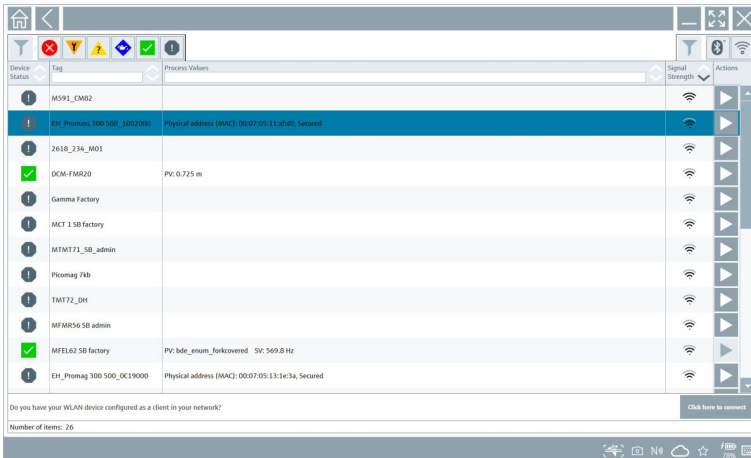 Device Status
Tag
Process Values
Signal Strength
Actions
M591_CM82
EH_Promass 300 500_1002000 Physical address (MAC): 00:07:05:11:af:d0, Secured
2618_234_M01
DCM-FMR20 PV: 0.725 m
Gamma Factory
MCT 1 SB factory
MTMT71_SB_admin
Picomag 7kb
TMT72_DH
MFMR56 SB admin
MFEL62 SB factory PV: bde_enum_forkcovered SV: 569.8 Hz
EH_Promag 300 500_0C19000 Physical address (MAC): 00:07:05:13:1e:3a, Secured
Do you have your WLAN device configured as a client in your network? Click here to connect
Number of items: 26
78%